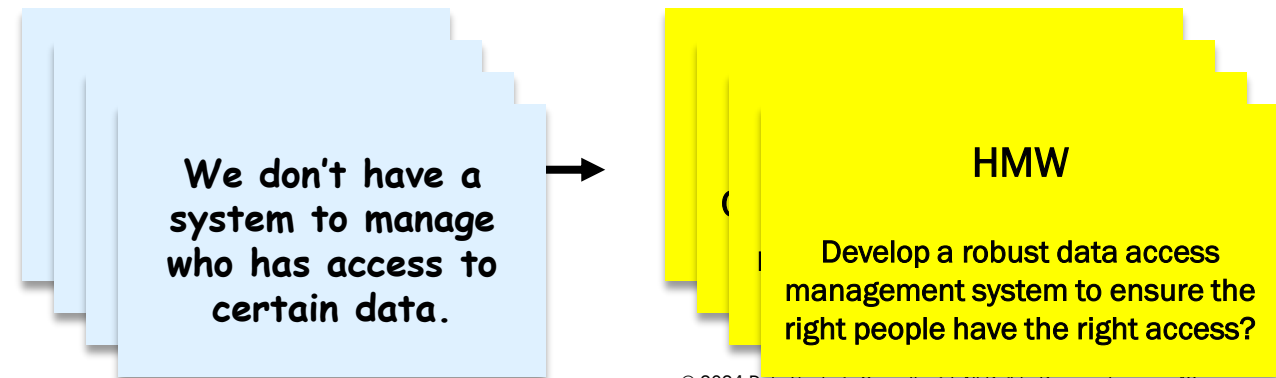 We don't have a
system to manage
who has access to
certain data.
HMW
Develop a robust data access
management system to ensure the
right people have the right access?